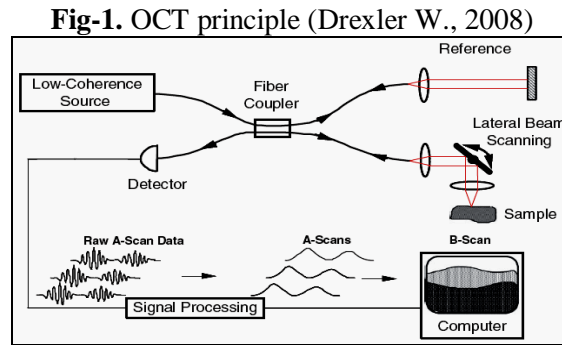 Fig-1. OCT principle (Drexler W., 2008)
Reference
Low-Coherence
Source
Fiber
Coupler
Lateral Beam
Scanning
Detector
Sample
Raw A-Scan Data
A-Scans
B-Scan
Signal Processing
Computer